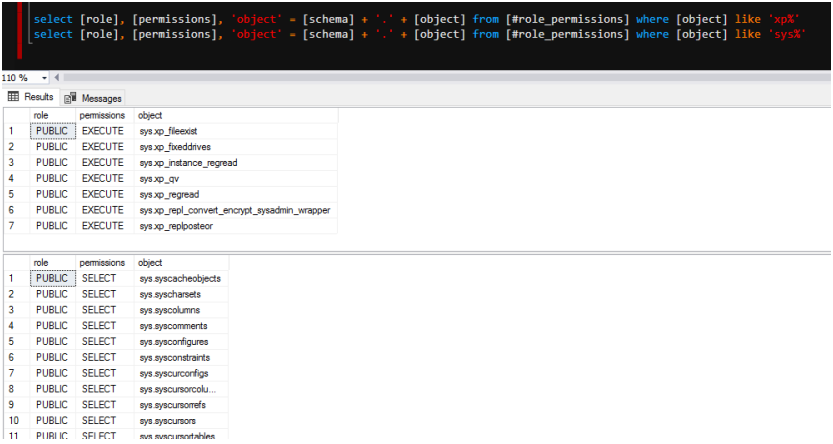 select [role], [permissions], 'object' = [schema] + '.' + [object] from [#role_permissions] where [object] like 'xp%'
select [role], [permissions], 'object' = [schema] + '.' + [object] from [#role_permissions] where [object] like 'sys%'
110 %
Results Messages
role permissions object
1 PUBLIC EXECUTE sys.xp_fileexist
2 PUBLIC EXECUTE sys.xp_fixeddrives
3 PUBLIC EXECUTE sys.xp_instance_regread
4 PUBLIC EXECUTE sys.xp_qv
5 PUBLIC EXECUTE sys.xp_regread
6 PUBLIC EXECUTE sys.xp_repl_convert_encrypt_sysadmin_wrapper
7 PUBLIC EXECUTE sys.xp_replposteor
role permissions object
1 PUBLIC SELECT sys.syscacheobjects
2 PUBLIC SELECT sys.syscharsets
3 PUBLIC SELECT sys.syscolumns
4 PUBLIC SELECT sys.syscomments
5 PUBLIC SELECT sys.sysconfigures
6 PUBLIC SELECT sys.sysconstraints
7 PUBLIC SELECT sys.syscurconfigs
8 PUBLIC SELECT sys.syscursorcolu...
9 PUBLIC SELECT sys.syscursorrefs
10 PUBLIC SELECT sys.syscursors
11 PUBLIC SELECT sys.syscursortables